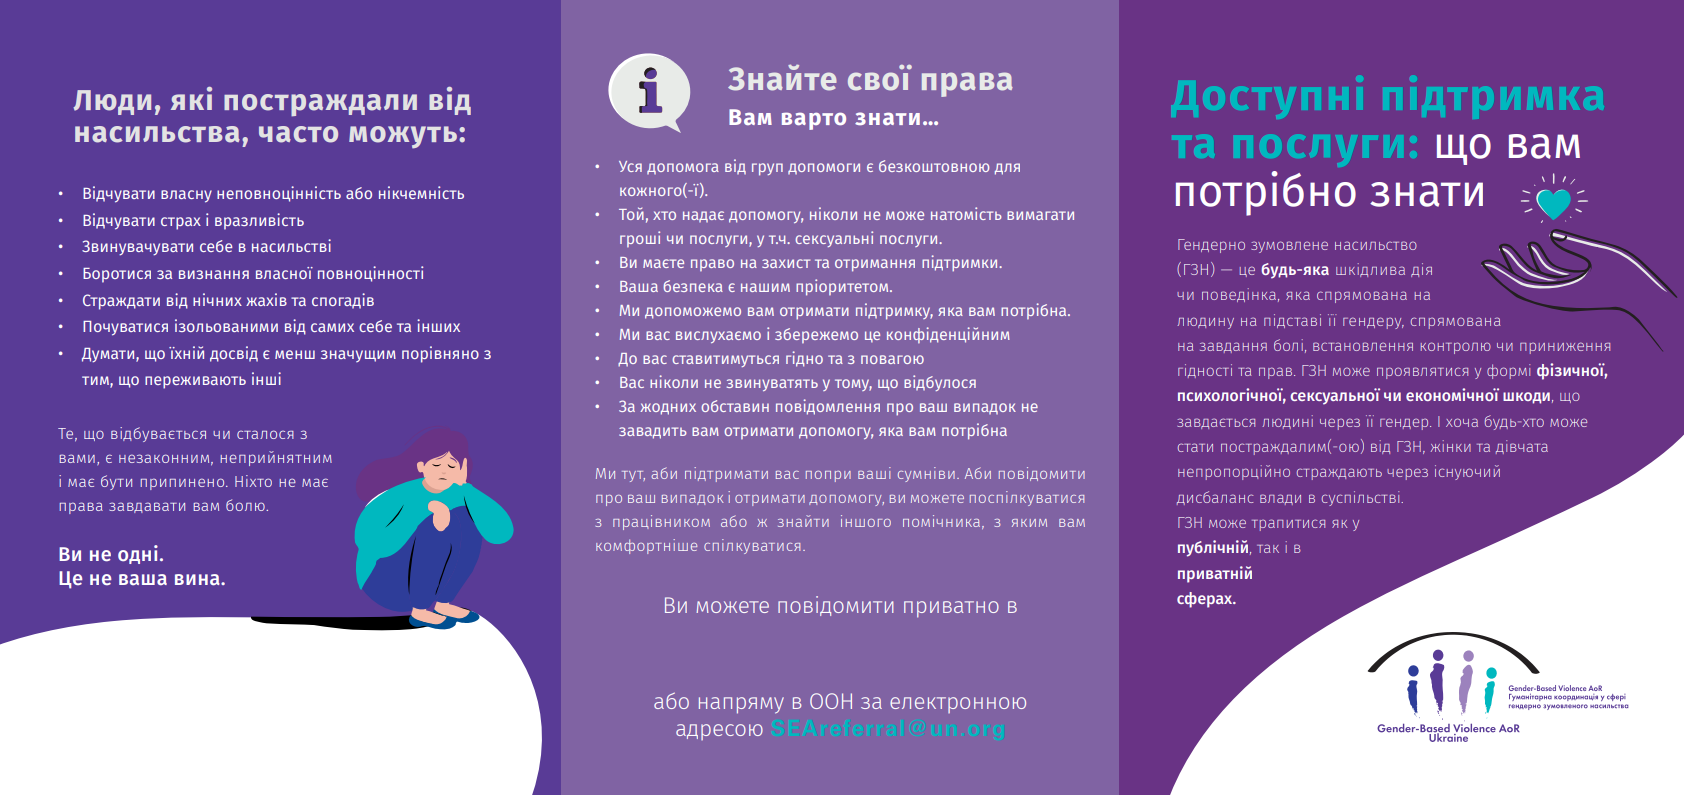 Люди, які постраждали від
насильства, часто можуть:
• Відчувати власну неповноцінність або нікчемність
• Відчувати страх і вразливість
• Звинувачувати себе в насильстві
• Боротися за визнання власної повноцінності
• Страждати від нічних жахів та спогадів
• Почуватися ізольованими від самих себе та інших
• Думати, що їхній досвід є менш значущим порівняно з
тим, що переживають інші
Те, що відбувається чи сталося з
вами, є незаконним, неприйнятним
і має бути припинено. Ніхто не має
права завдавати вам болю.
Ви не одні.
Це не ваша вина.
i
Знайте свої права
Вам варто знати...
• Уся допомога від груп допомоги є безкоштовною для
кожного(-ї).
• Той, хто надає допомогу, ніколи не може натомість вимагати
гроші чи послуги, у т.ч. сексуальні послуги.
• Ви маєте право на захист та отримання підтримки.
• Ваша безпека є нашим пріоритетом.
• Ми допоможемо вам отримати підтримку, яка вам потрібна.
• Ми вас вислухаємо і збережемо це конфіденційним
• До вас ставитимуться гідно та з повагою
• Вас ніколи не звинуватять у тому, що відбулося
• За жодних обставин повідомлення про ваш випадок не
завадить вам отримати допомогу, яка вам потрібна
Ми тут, аби підтримати вас попри ваші сумніви. Аби повідомити
про ваш випадок і отримати допомогу, ви можете поспілкуватися
з працівником або ж знайти іншого помічника, з яким вам
комфортніше спілкуватися.
Ви можете повідомити приватно в
або напряму в ООН за електронною
адресою SEAreferral@un.org
Доступні підтримка
та послуги: що вам
потрібно знати
Гендерно зумовлене насильство
(ГЗН) — це будь-яка шкідлива дія
чи поведінка, яка спрямована на
людину на підставі її гендеру, спрямована
на завдання болі, встановлення контролю чи приниження
гідності та прав. ГЗН може проявлятися у формі фізичної,
психологічної, сексуальної чи економічної шкоди, що
завдається людині через її гендер. І хоча будь-хто може
стати постраждалим(-ою) від ГЗН, жінки та дівчата
непропорційно страждають через існуючий
дисбаланс влади в суспільстві.
ГЗН може трапитися як у
публічній, так і в
приватній
сферах.
Gender-Based Violence AoR
Гуманітарна координація у сфері
гендерно зумовленого насильства
Gender-Based Violence AoR
Ukraine